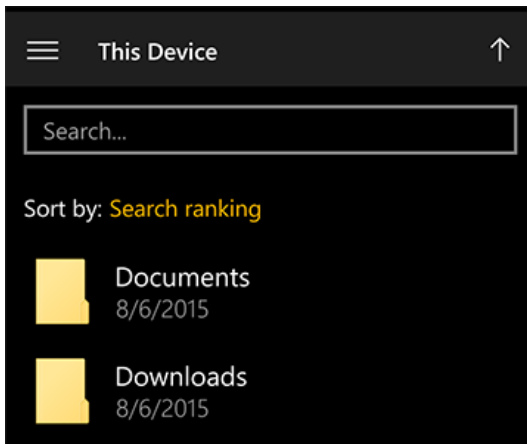 This Device
Search...
Sort by: Search ranking
Documents
8/6/2015
Downloads
8/6/2015